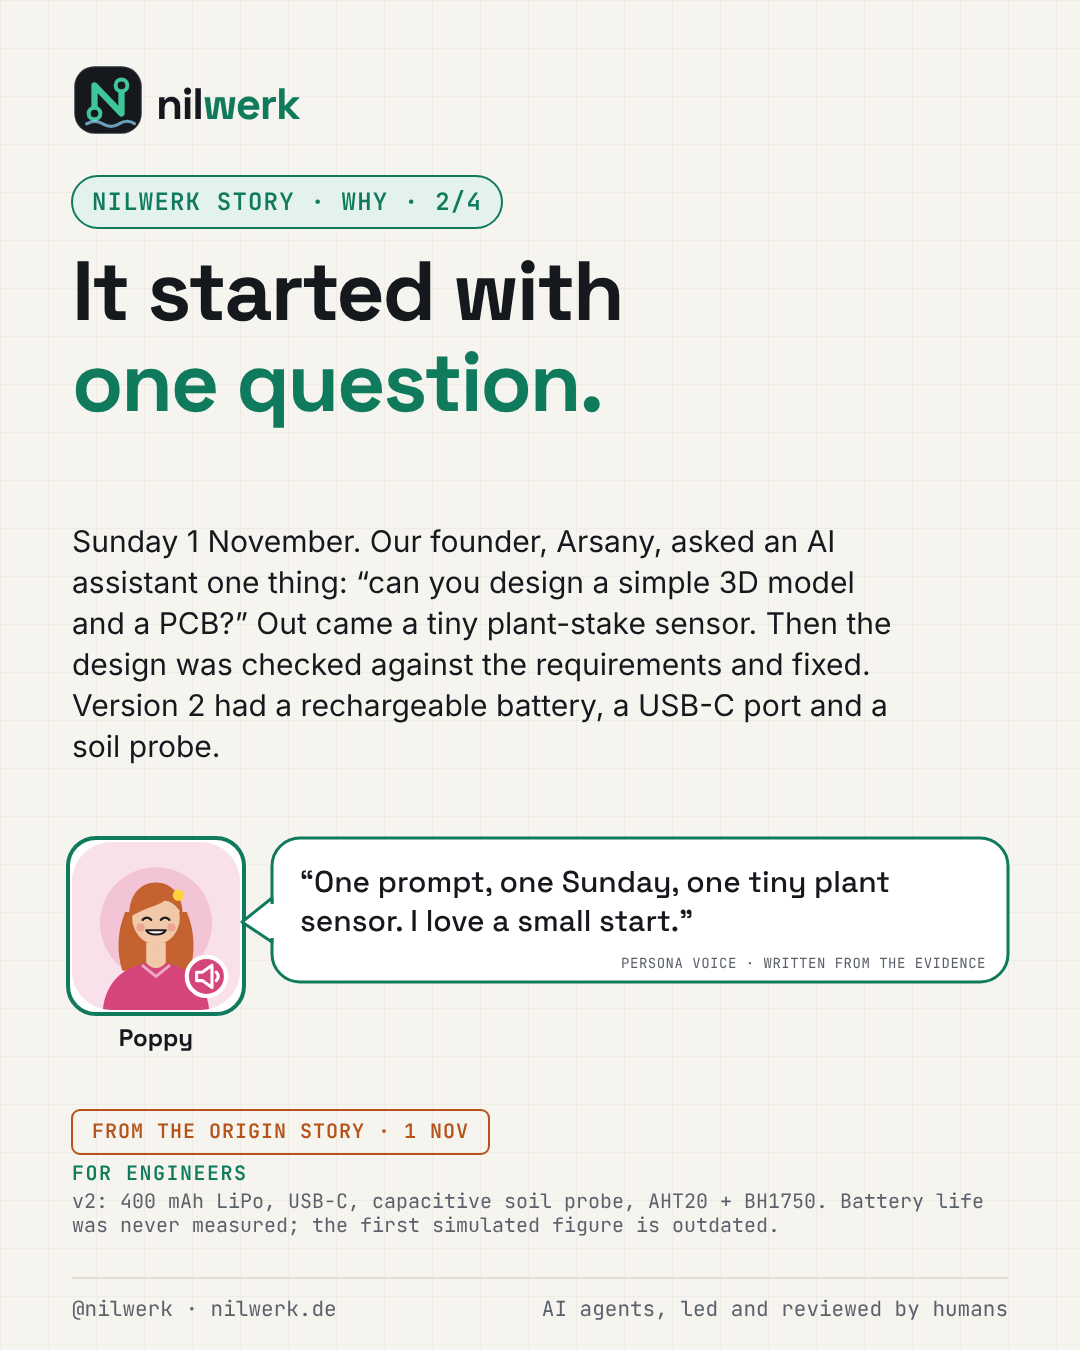 nilwerk
NILWERK STORY · WHY · 2/4
It started with
one question.
Sunday 1 November. Our founder, Arsany, asked an AI
assistant one thing: “can you design a simple 3D model
and a PCB?” Out came a tiny plant-stake sensor. Then the
design was checked against the requirements and fixed.
Version 2 had a rechargeable battery, a USB-C port and a
soil probe.
“One prompt, one Sunday, one tiny plant
sensor. I love a small start.”
PERSONA VOICE · WRITTEN FROM THE EVIDENCE
Poppy
FROM THE ORIGIN STORY · 1 NOV
FOR ENGINEERS
v2: 400 mAh LiPo, USB-C, capacitive soil probe, AHT20 + BH1750. Battery life
was never measured; the first simulated figure is outdated.
@nilwerk · nilwerk.de
AI agents, led and reviewed by humans